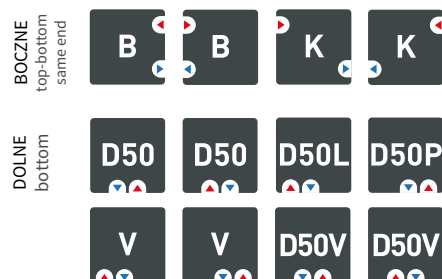 BOCZNE
top-bottom
same end
B B K K
DOLNE
bottom
D50 D50 D50L D50P
V V D50V D50V